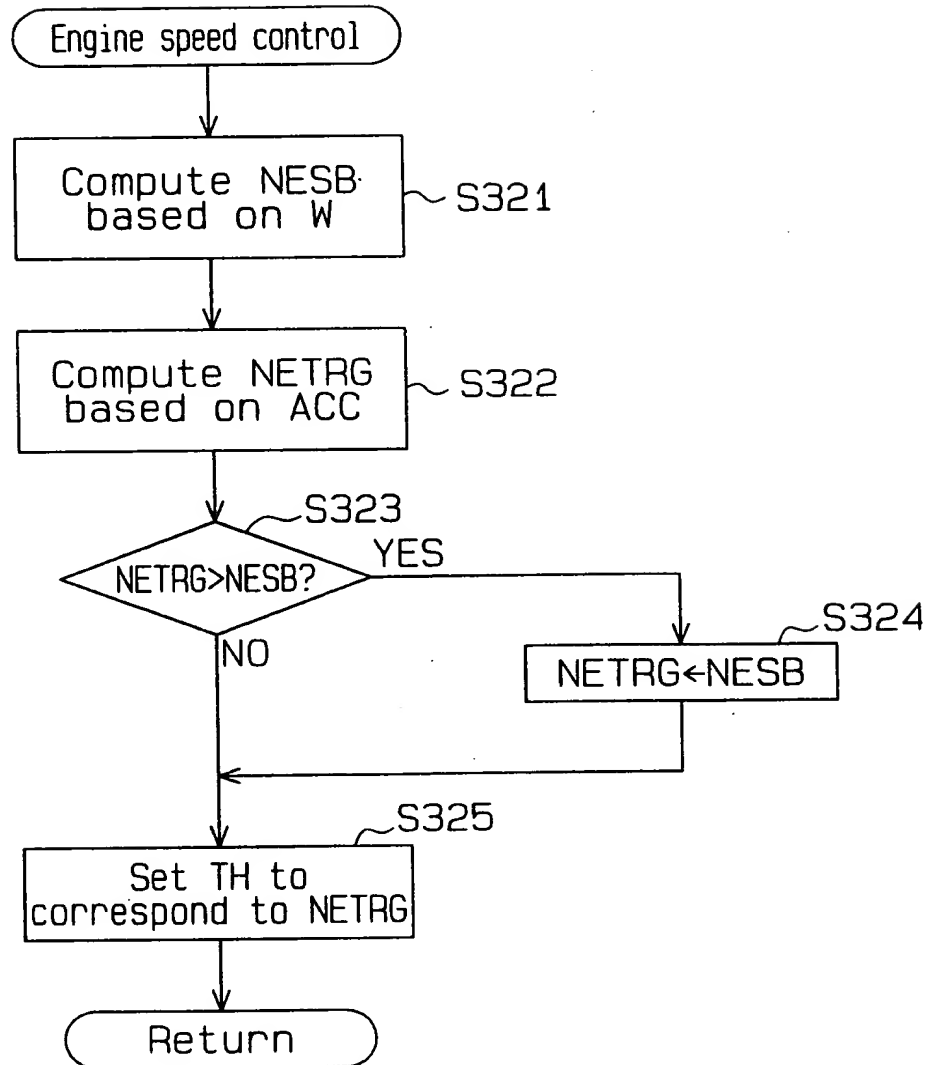 Engine speed control
Compute NESB
based on W
S321
Compute NETRG
based on ACC
S322
S323
NETRG>NESB?
YES
NO
S324
NETRG←NESB
S325
Set TH to
correspond to NETRG
Return